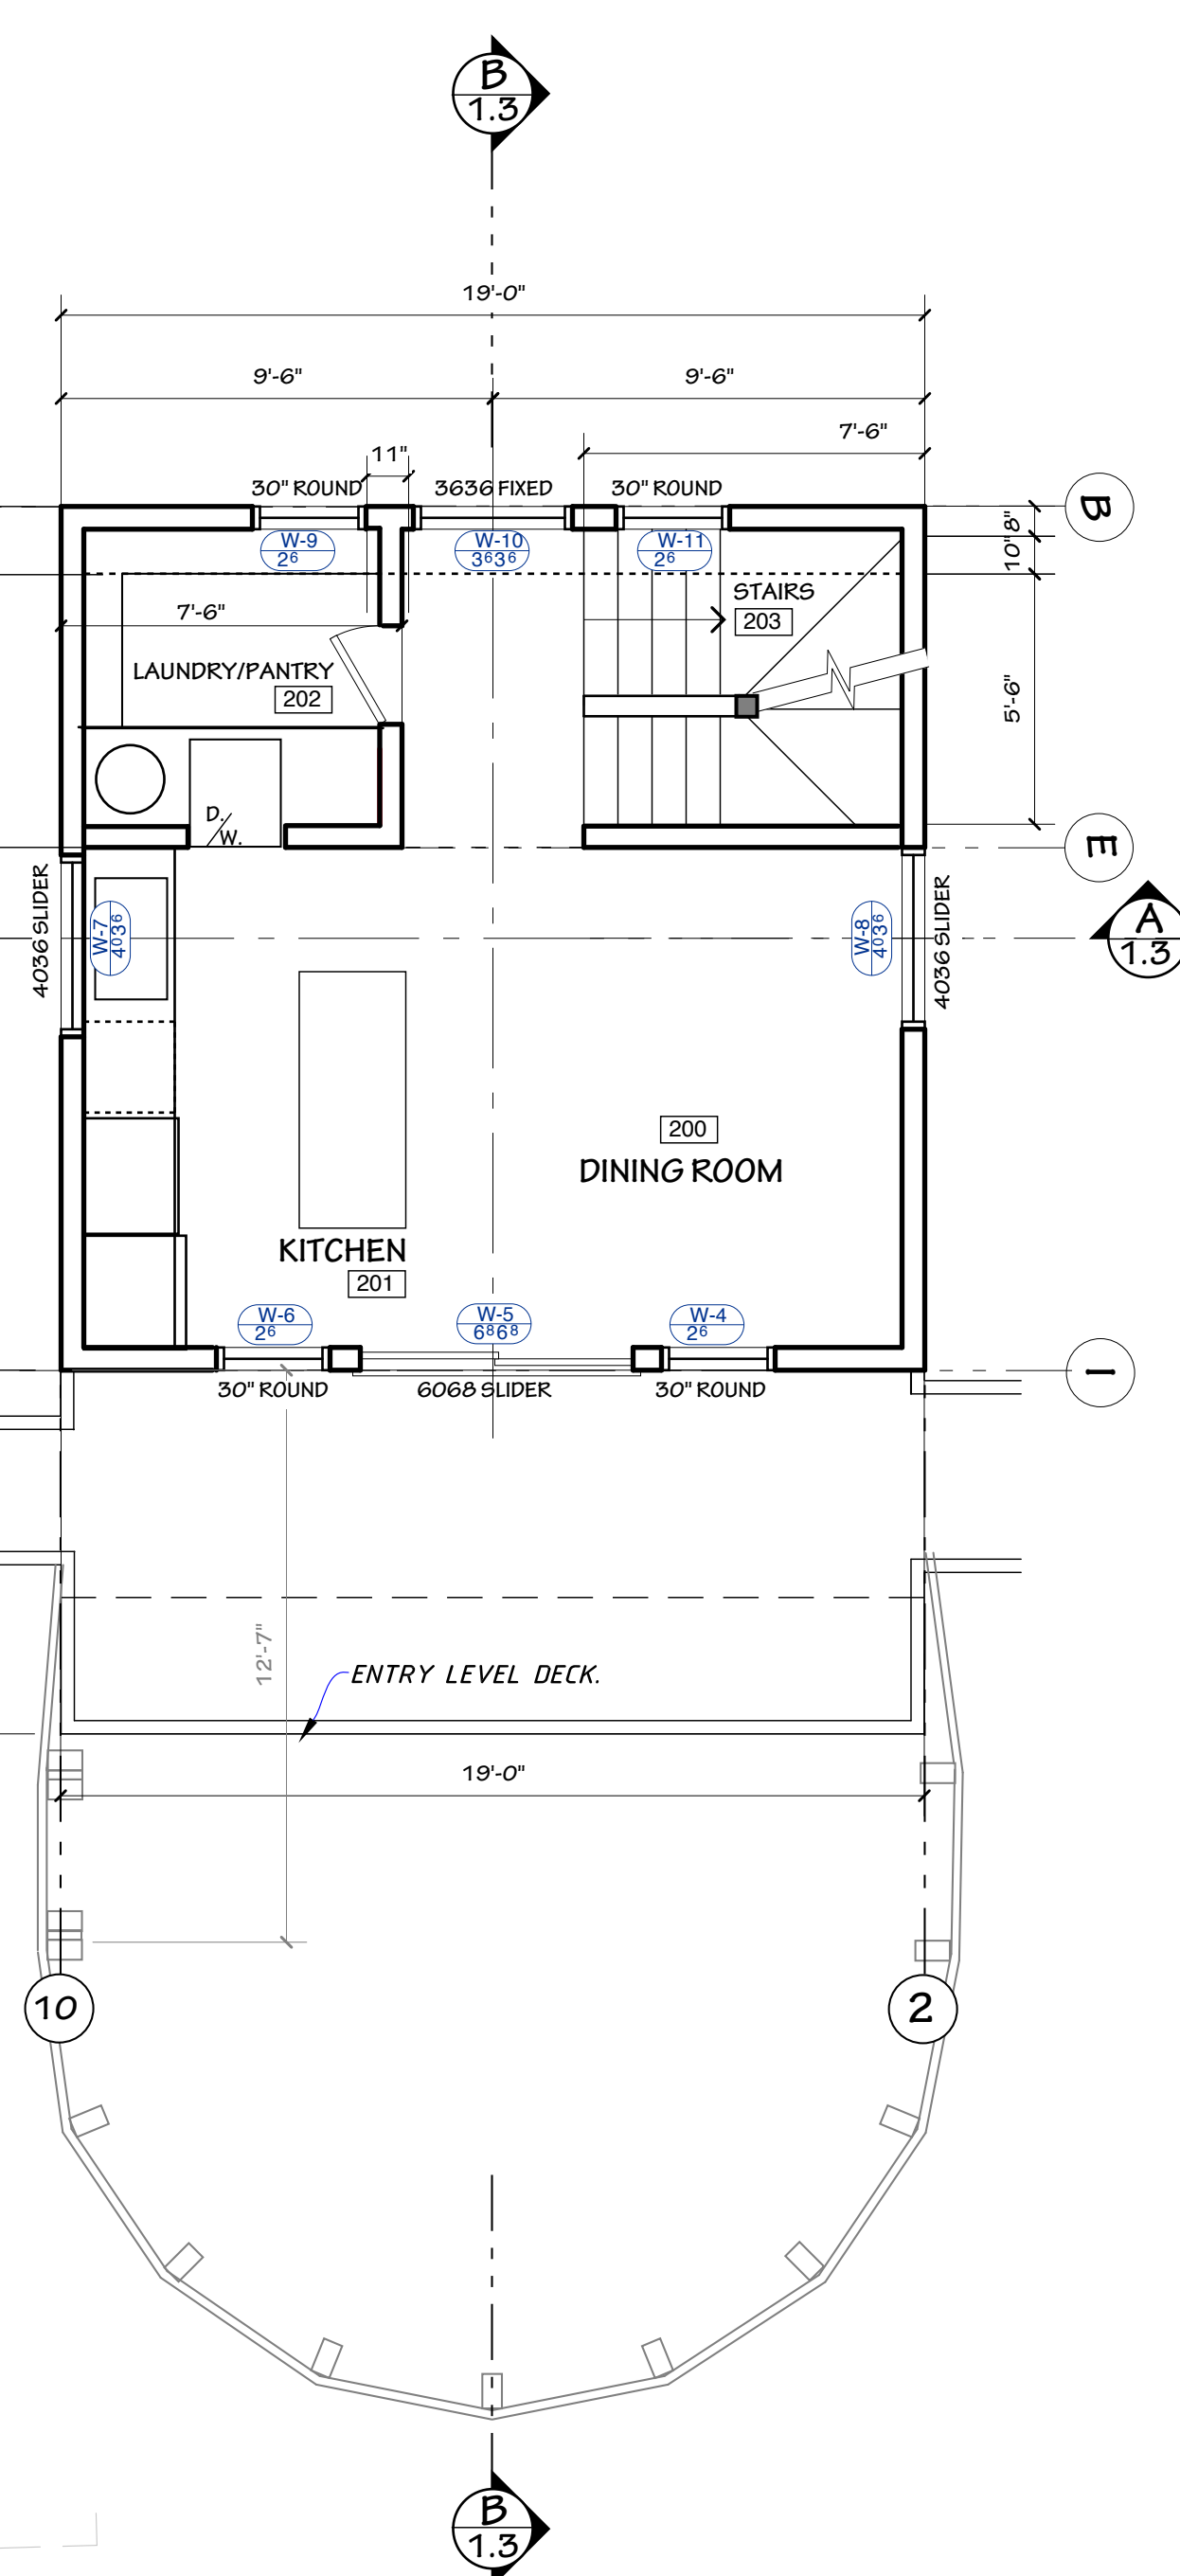 B
1.3
19'-0"
9'-6"
9'-6"
7'-6"
11"
30" ROUND
3636 FIXED
30" ROUND
B
W-9
2⁶
W-10
3⁶3⁶
W-11
2⁶
8"
10"
STAIRS
203
7'-6"
LAUNDRY/PANTRY
202
5'-6"
D./W.
E
4036 SLIDER
W-7
4⁰3⁶
W-8
4⁰3⁶
4036 SLIDER
A
1.3
200
DINING ROOM
KITCHEN
201
W-6
2⁶
W-5
6⁸6⁸
W-4
2⁶
30" ROUND
6068 SLIDER
30" ROUND
I
12'-7"
ENTRY LEVEL DECK.
19'-0"
10
2
B
1.3